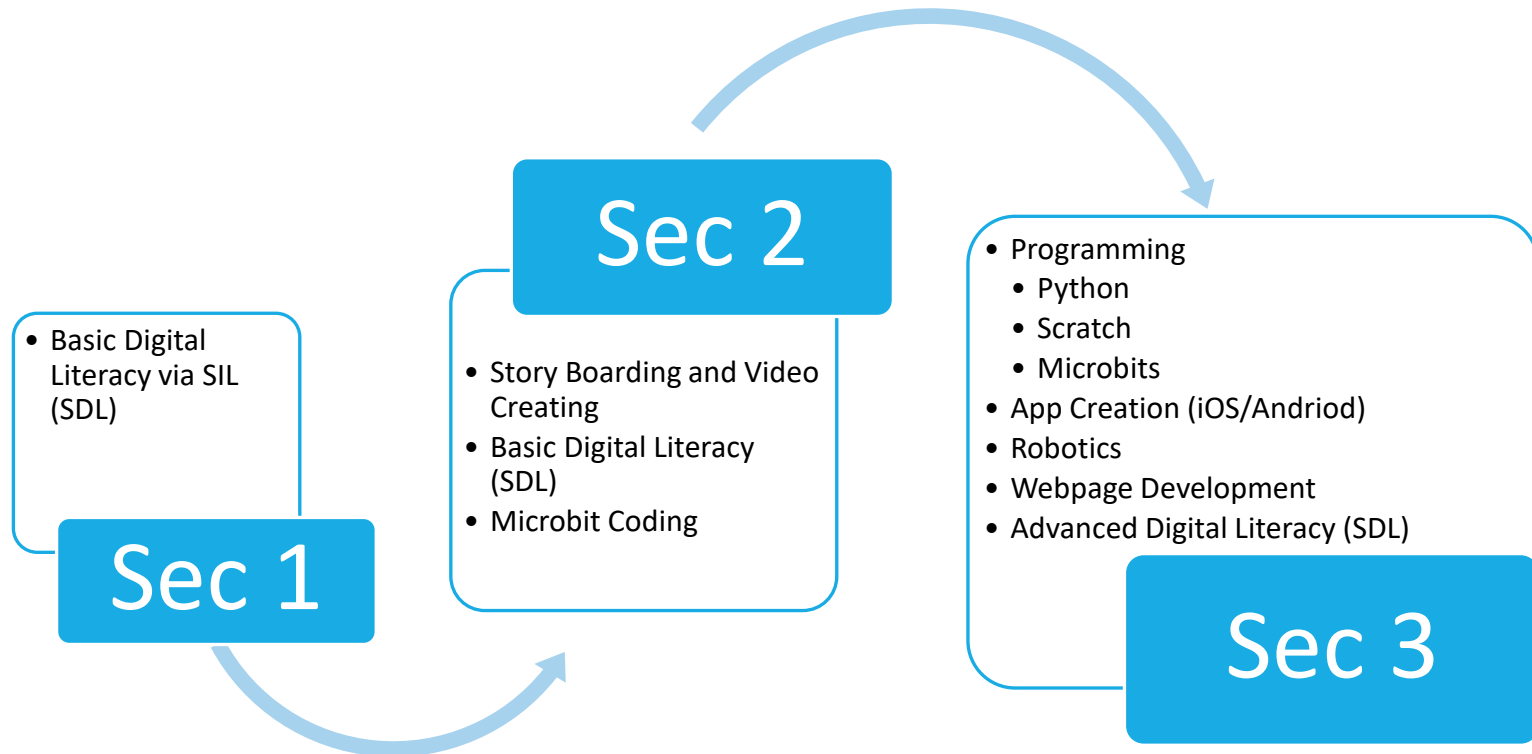 • Basic Digital
Literacy via SIL
(SDL)
Sec 1
Sec 2
• Story Boarding and Video
Creating
• Basic Digital Literacy
(SDL)
• Microbit Coding
• Programming
• Python
• Scratch
• Microbits
• App Creation (iOS/Andriod)
• Robotics
• Webpage Development
• Advanced Digital Literacy (SDL)
Sec 3